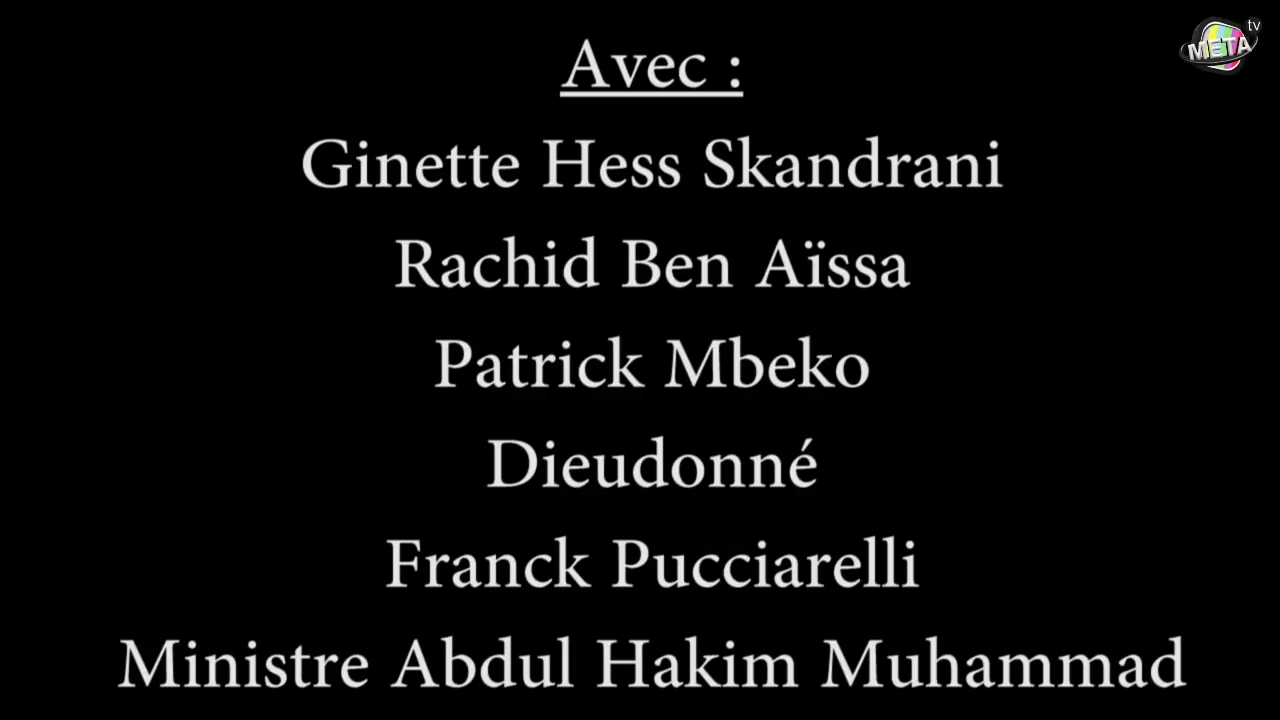 META tv
Avec :
Ginette Hess Skandrani
Rachid Ben Aïssa
Patrick Mbeko
Dieudonné
Franck Pucciarelli
Ministre Abdul Hakim Muhammad